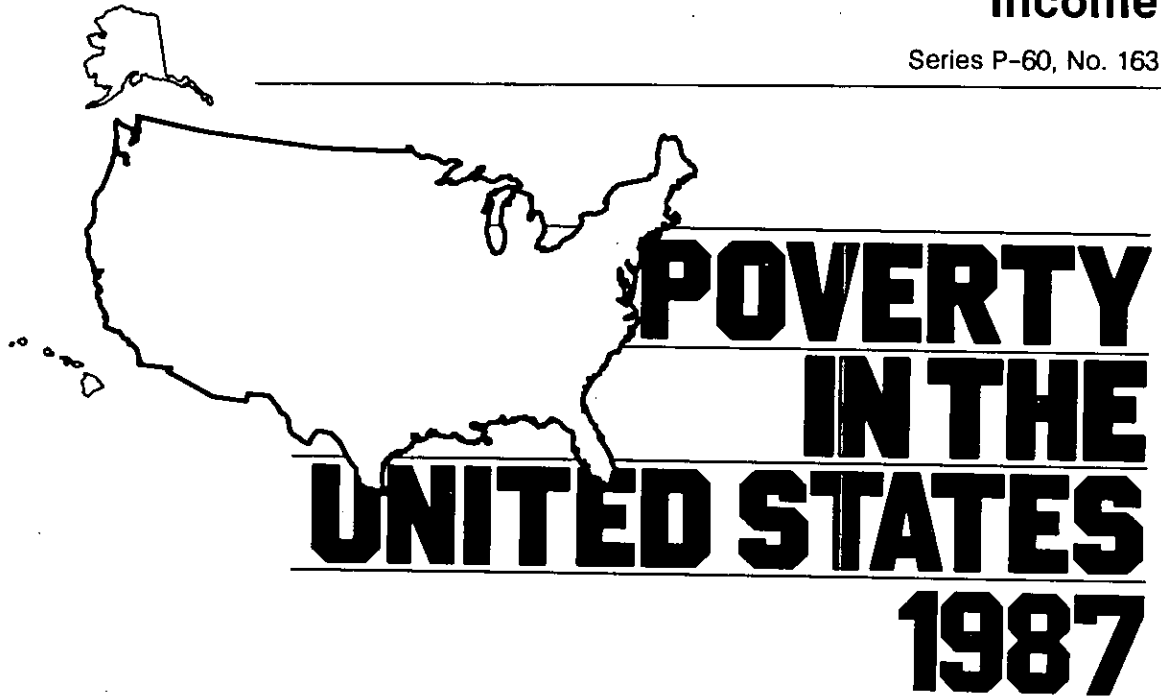 Income
Series P-60, No. 163
POVERTY
IN THE
UNITED STATES
1987